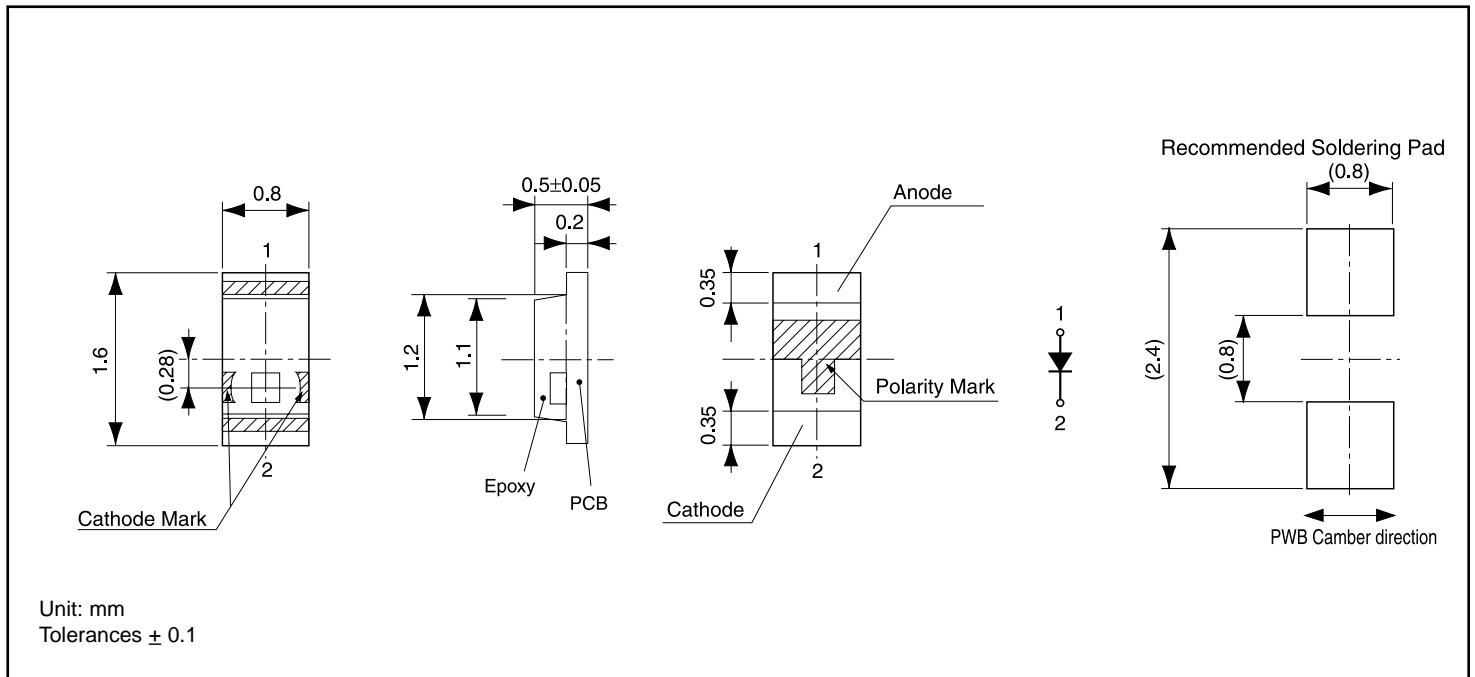 Recommended Soldering Pad
(0.8)
0.8
0.5±0.05
0.2
Anode
1
1
1.6
(0.28)
1.2
1.1
0.35
0.35
Polarity Mark
1
2
(2.4)
(0.8)
2
2
Epoxy
PCB
Cathode
Cathode Mark
PWB Camber direction
Unit: mm
Tolerances ± 0.1